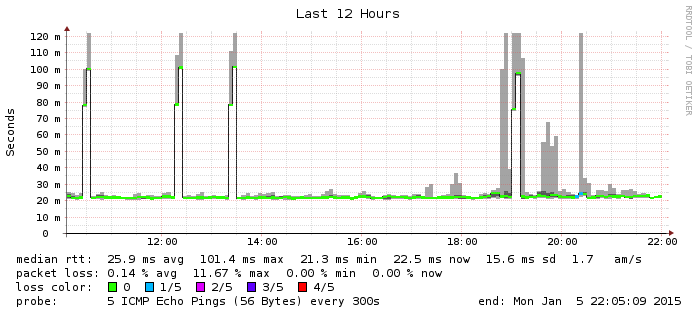 Last 12 Hours
RRDTOOL / TOBI OETIKER
Seconds
120 m
110 m
100 m
90 m
80 m
70 m
60 m
50 m
40 m
30 m
20 m
10 m
0
12:00 14:00 16:00 18:00 20:00 22:00
median rtt: 25.9 ms avg 101.4 ms max 21.3 ms min 22.5 ms now 15.6 ms sd 1.7 am/s
packet loss: 0.14 % avg 11.67 % max 0.00 % min 0.00 % now
loss color: 0 1/5 2/5 3/5 4/5
probe: 5 ICMP Echo Pings (56 Bytes) every 300s end: Mon Jan 5 22:05:09 2015